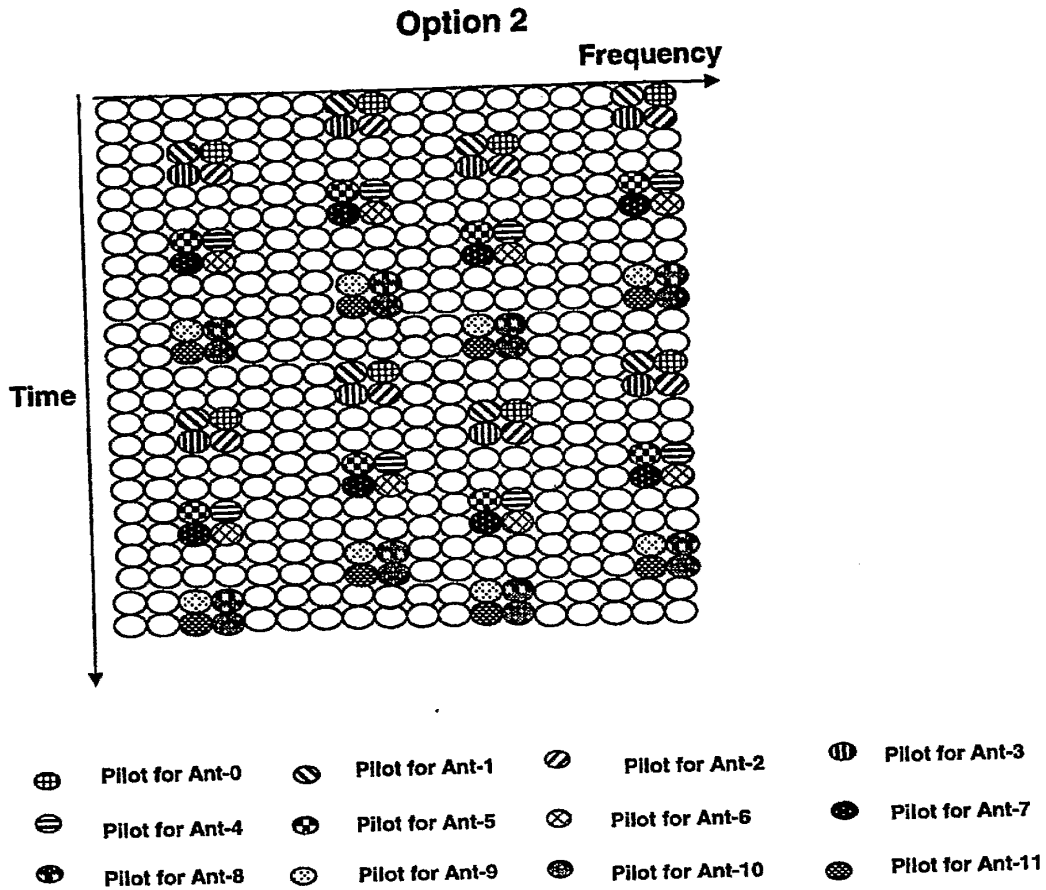 Option 2
Frequency
Time
Pilot for Ant-0
Pilot for Ant-1
Pilot for Ant-2
Pilot for Ant-3
Pilot for Ant-4
Pilot for Ant-5
Pilot for Ant-6
Pilot for Ant-7
Pilot for Ant-8
Pilot for Ant-9
Pilot for Ant-10
Pilot for Ant-11